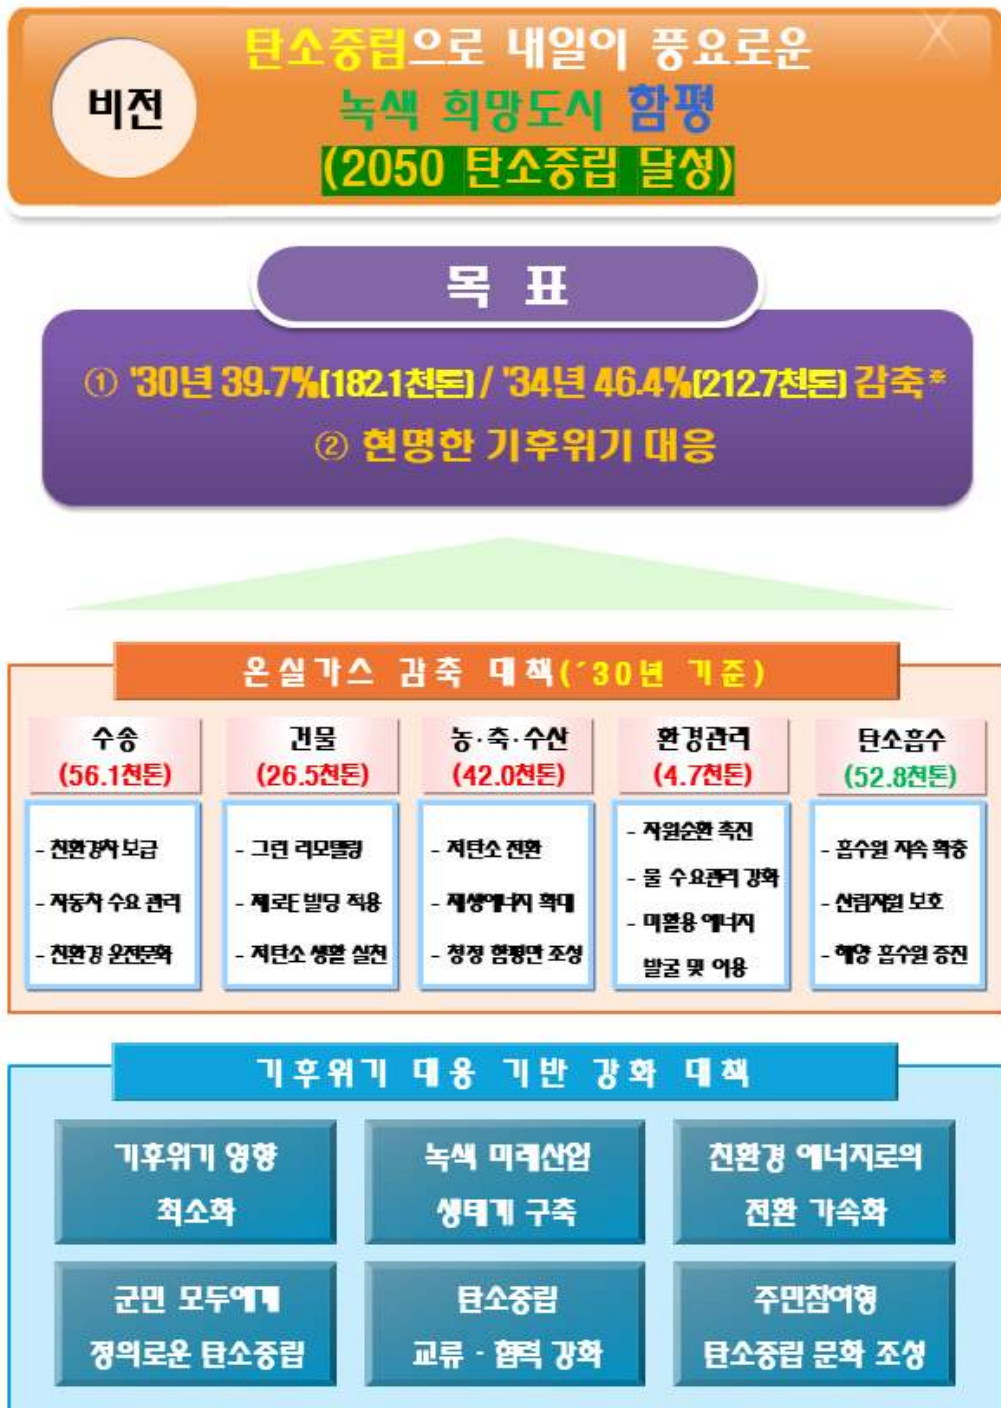 비전
탄소중립으로 내일이 풍요로운
녹색 희망도시 함평
(2050 탄소중립 달성)
목 표
① '30년 39.7%(182.1천톤) / '34년 46.4%(212.7천톤) 감축※
② 현명한 기후위기 대응
온실가스 감축 대책(´30년 기준)
수송
(56.1천톤)
- 친환경차 보급
- 자동차 수요 관리
- 친환경 운전문화
건물
(26.5천톤)
- 그린 리모델링
- 제로E 빌딩 적용
- 저탄소 생활 실천
농·축·수산
(42.0천톤)
- 저탄소 전환
- 재생에너지 확대
- 청정 함평만 조성
환경관리
(4.7천톤)
- 자원순환 촉진
- 물 수요관리 강화
- 미활용 에너지
발굴 및 이용
탄소흡수
(52.8천톤)
- 흡수원 지속 확충
- 산림자원 보호
- 해양 흡수원 증진
기후위기 대응 기반 강화 대책
기후위기 영향
최소화
녹색 미래산업
생태계 구축
친환경 에너지로의
전환 가속화
군민 모두에게
정의로운 탄소중립
탄소중립
교류 · 협력 강화
주민참여형
탄소중립 문화 조성